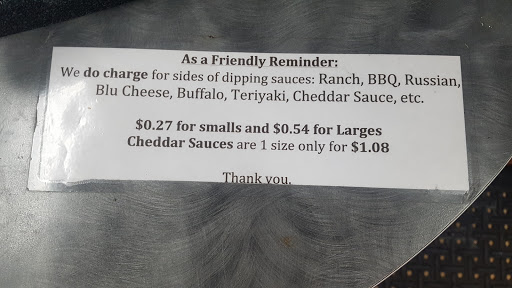 As a Friendly Reminder:
We do charge for sides of dipping sauces: Ranch, BBQ, Russian,
Blu Cheese, Buffalo, Teriyaki, Cheddar Sauce, etc.
$0.27 for smalls and $0.54 for Larges
Cheddar Sauces are 1 size only for $1.08
Thank you.